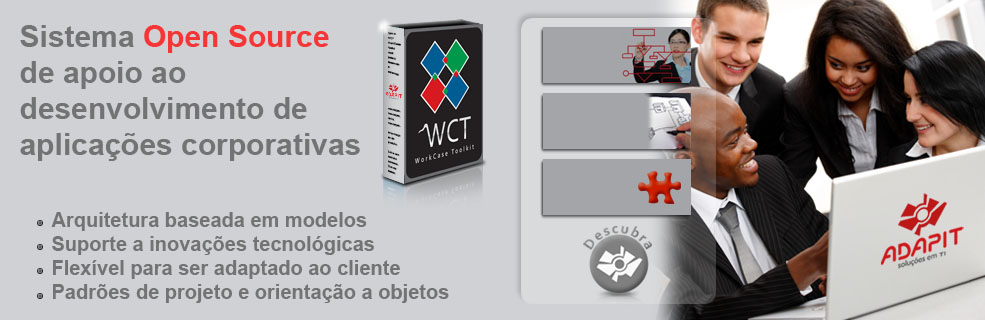 Sistema Open Source
de apoio ao
desenvolvimento de
aplicações corporativas
Arquitetura baseada em modelos
Suporte a inovações tecnológicas
Flexível para ser adaptado ao cliente
Padrões de projeto e orientação a objetos
ADAPIT
WCT
WorkCase Toolkit
Descubra
ADAPIT
soluções em TI